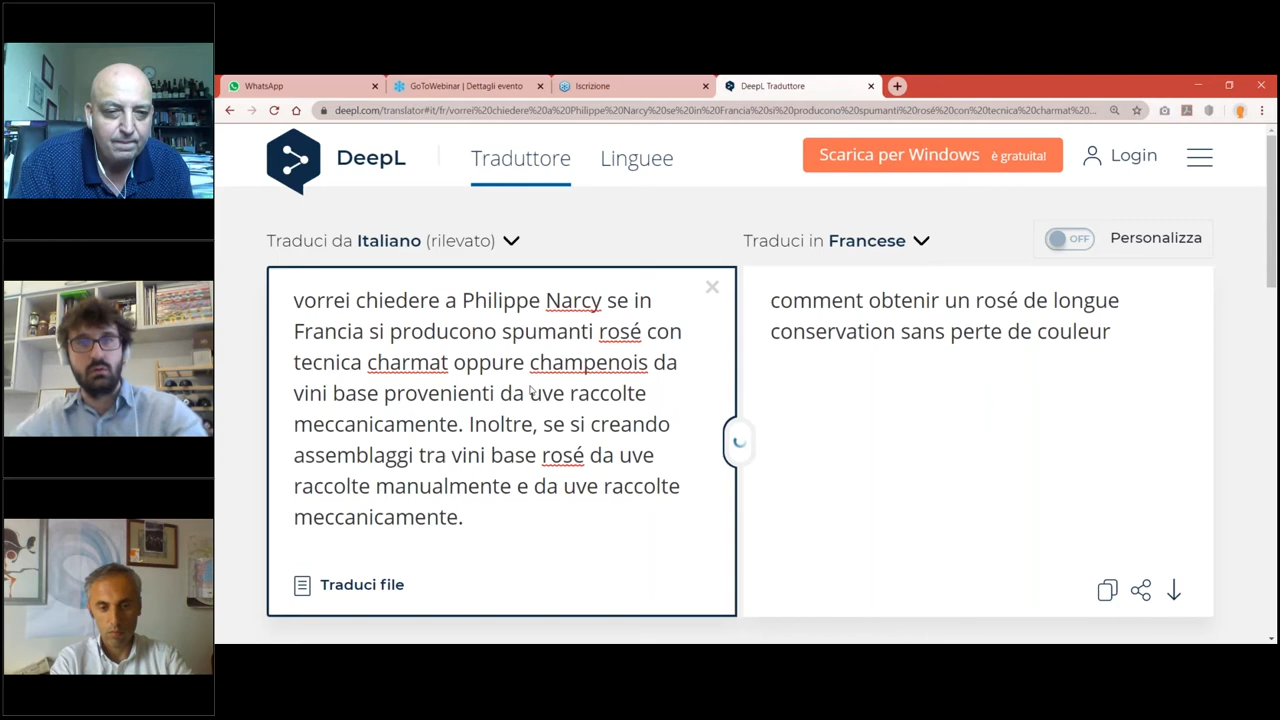 WhatsApp
GoToWebinar | Dettagli evento
Iscrizione
DeepL Traduttore
deepl.com/translator#it/fr/vorrei%20chiedere%20a%20Philippe%20Narcy%20se%20in%20Francia%20si%20producono%20spumanti%20rosé%20con%20tecnica%20charmat%20...
DeepL
Traduttore
Linguee
Scarica per Windows è gratuita!
Login
Traduci da Italiano (rilevato)
Traduci in Francese
OFF
Personalizza
vorrei chiedere a Philippe Narcy se in
Francia si producono spumanti rosé con
tecnica charmat oppure champenois da
vini base provenienti da uve raccolte
meccanicamente. Inoltre, se si creando
assemblaggi tra vini base rosé da uve
raccolte manualmente e da uve raccolte
meccanicamente.
Traduci file
comment obtenir un rosé de longue
conservation sans perte de couleur